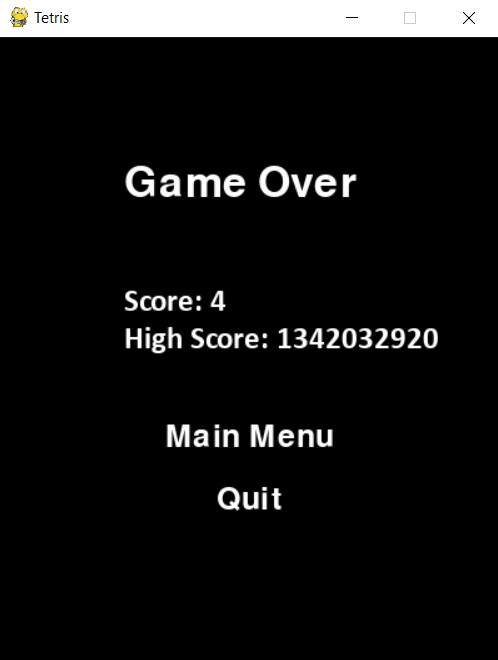 Tetris
Game Over
Score: 4
High Score: 1342032920
Main Menu
Quit